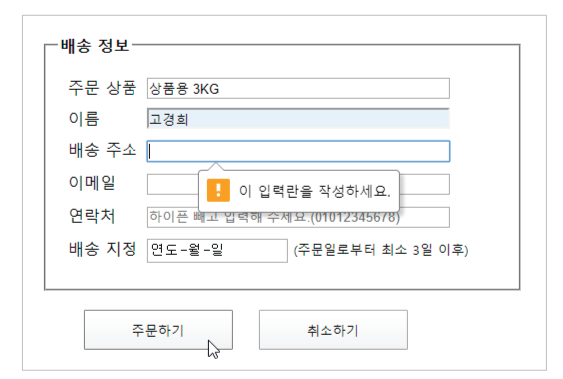 배송 정보
주문 상품 상품용 3KG
이름 고경희
배송 주소
이메일 ! 이 입력란을 작성하세요.
연락처 하이픈 빼고 입력해 주세요.(01012345678)
배송 지정 연도-월-일 (주문일로부터 최소 3일 이후)
주문하기 취소하기